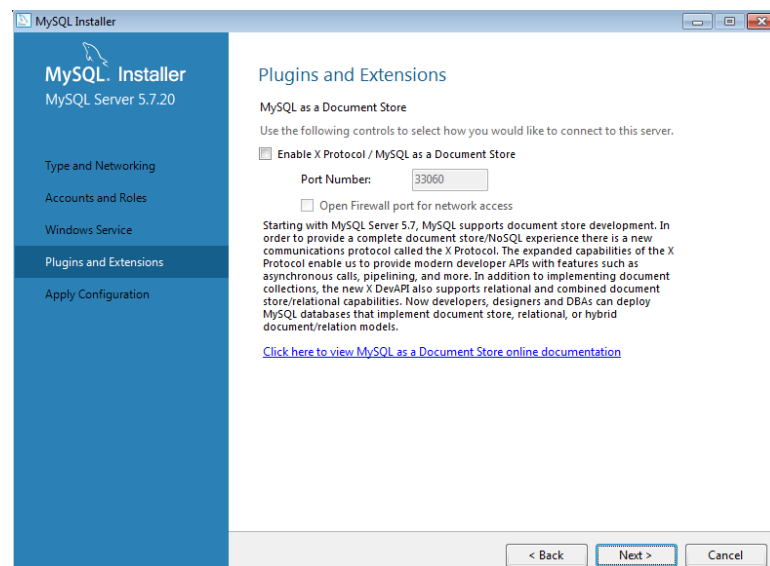 MySQL Installer
MySQL. Installer
MySQL Server 5.7.20
Type and Networking
Accounts and Roles
Windows Service
Plugins and Extensions
Apply Configuration
Plugins and Extensions
MySQL as a Document Store
Use the following controls to select how you would like to connect to this server.
Enable X Protocol / MySQL as a Document Store
Port Number: 33060
Open Firewall port for network access
Starting with MySQL Server 5.7, MySQL supports document store development. In
order to provide a complete document store/NoSQL experience there is a new
communications protocol called the X Protocol. The expanded capabilities of the X
Protocol enable us to provide modern developer APIs with features such as
asynchronous calls, pipelining, and more. In addition to implementing document
collections, the new X DevAPI also supports relational and combined document
store/relational capabilities. Now developers, designers and DBAs can deploy
MySQL databases that implement document store, relational, or hybrid
document/relation models.
Click here to view MySQL as a Document Store online documentation
< Back
Next >
Cancel